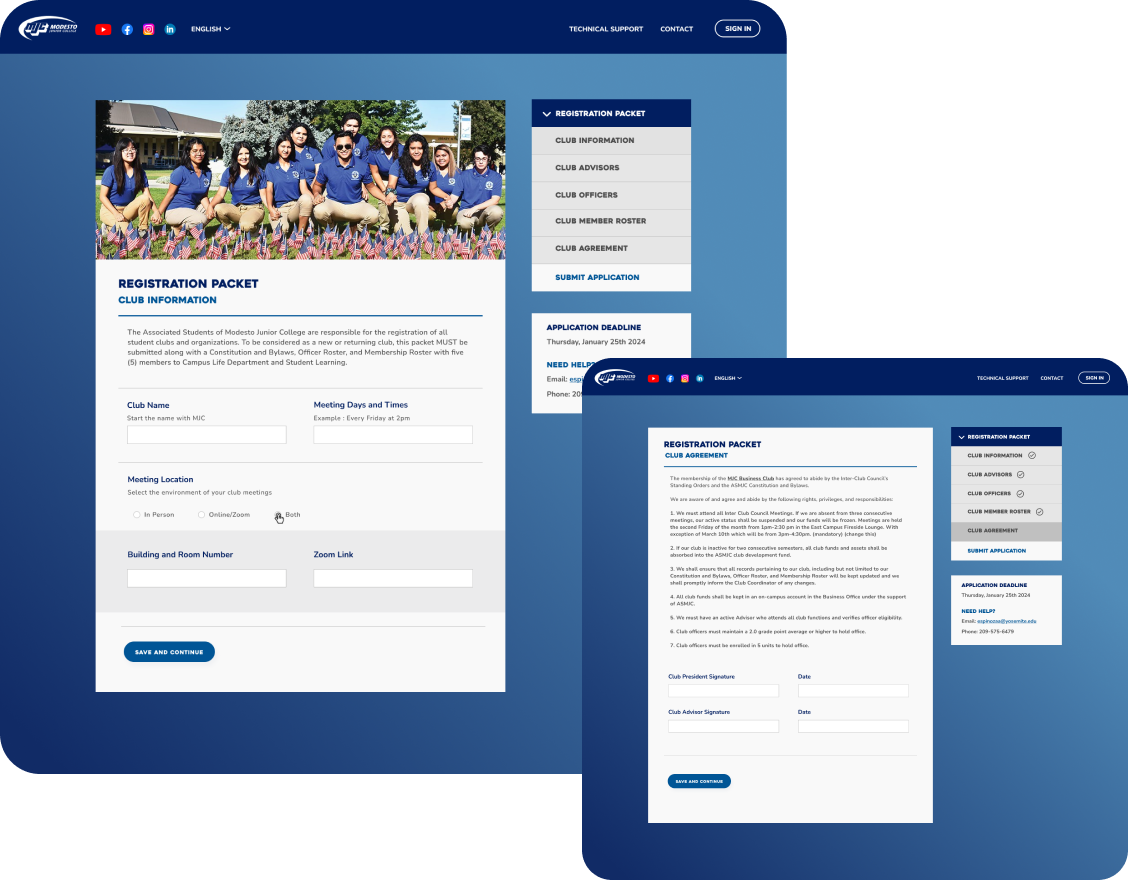 MJC MODESTO
JUNIOR COLLEGE
ENGLISH
TECHNICAL SUPPORT
CONTACT
SIGN IN
REGISTRATION PACKET
CLUB INFORMATION
The Associated Students of Modesto Junior College are responsible for the registration of all
student clubs and organizations. To be considered as a new or returning club, this packet MUST be
submitted along with a Constitution and Bylaws, Officer Roster, and Membership Roster with five
(5) members to Campus Life Department and Student Learning.
Club Name
Start the name with MJC
Meeting Days and Times
Example : Every Friday at 2pm
Meeting Location
Select the environment of your club meetings
In Person
Online/Zoom
Both
Building and Room Number
Zoom Link
SAVE AND CONTINUE
REGISTRATION PACKET
CLUB INFORMATION
CLUB ADVISORS
CLUB OFFICERS
CLUB MEMBER ROSTER
CLUB AGREEMENT
SUBMIT APPLICATION
APPLICATION DEADLINE
Thursday, January 25th 2024
NEED HELP?
Email: espi
Phone: 209
MJC MODESTO
JUNIOR COLLEGE
ENGLISH
TECHNICAL SUPPORT
CONTACT
SIGN IN
REGISTRATION PACKET
CLUB AGREEMENT
The membership of the MJC Business Club has agreed to abide by the Inter-Club Council's
Standing Orders and the ASMJC Constitution and Bylaws.
We are aware of and agree and abide by the following rights, privileges, and responsibilities:
1. We must attend all Inter Club Council Meetings. If we are absent from three consecutive
meetings, our active status shall be suspended and our funds will be frozen. Meetings are held
the second Friday of the month from 1pm-2:30 pm in the East Campus Fireside Lounge. With
exception of March 10th which will be from 3pm-4:30pm. (mandatory) (change this)
2. If our club is inactive for two consecutive semesters, all club funds and assets shall be
absorbed into the ASMJC club development fund.
3. We shall ensure that all records pertaining to our club, including but not limited to our
Constitution and Bylaws, Officer Roster, and Membership Roster will be kept updated and we
shall promptly inform the Club Coordinator of any changes.
4. All club funds shall be kept in an on-campus account in the Business Office under the support
of ASMJC.
5. We must have an active Adviser who attends all club functions and verifies officer eligibility.
6. Club officers must maintain a 2.0 grade point average or higher to hold office.
7. Club officers must be enrolled in 5 units to hold office.
Club President Signature
Date
Club Advisor Signature
Date
SAVE AND CONTINUE
REGISTRATION PACKET
CLUB INFORMATION
CLUB ADVISORS
CLUB OFFICERS
CLUB MEMBER ROSTER
CLUB AGREEMENT
SUBMIT APPLICATION
APPLICATION DEADLINE
Thursday, January 25th 2024
NEED HELP?
Email: espinozas@yosemite.edu
Phone: 209-575-6479